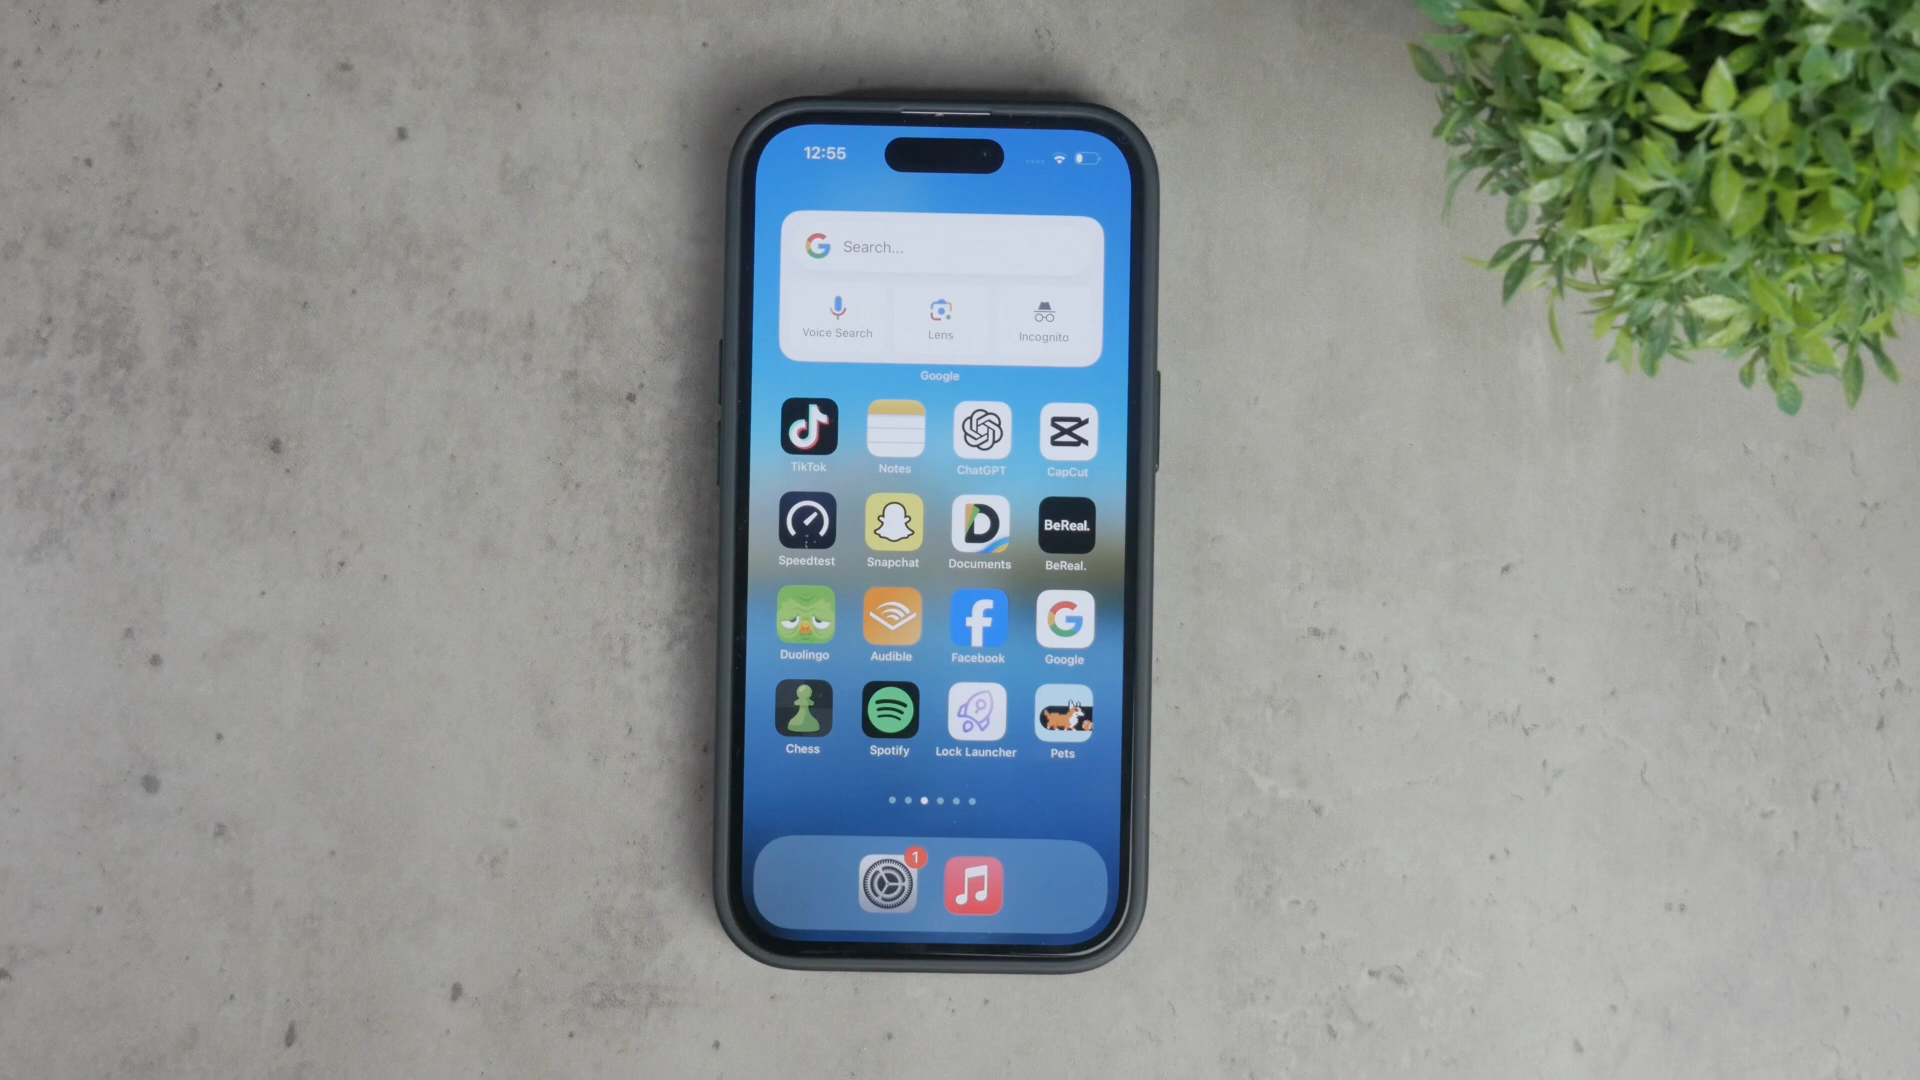 12:55
Search...
Voice Search Lens Incognito
Google
TikTok Notes ChatGPT CapCut
BeReal.
Speedtest Snapchat Documents BeReal.
Duolingo Audible Facebook Google
Chess Spotify Lock Launcher Pets
1